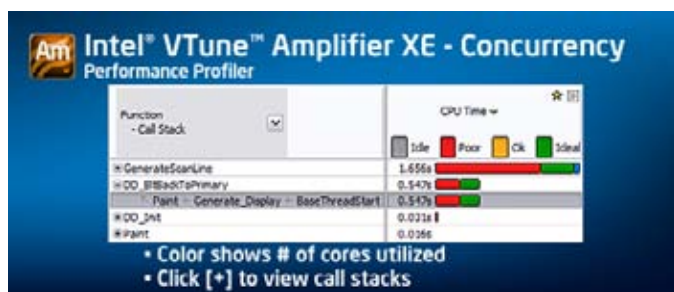 Am
Intel® VTune™ Amplifier XE - Concurrency
Performance Profiler
Function
- Call Stack
CPU Time
Idle Poor Ok Ideal
GenerateScanLine 1.656s
DD_BltBackToPrimary 0.547s
Paint Generate_Display BaseThreadStart 0.547s
DD_Init 0.031s
Paint 0.016s
• Color shows # of cores utilized
• Click [+] to view call stacks